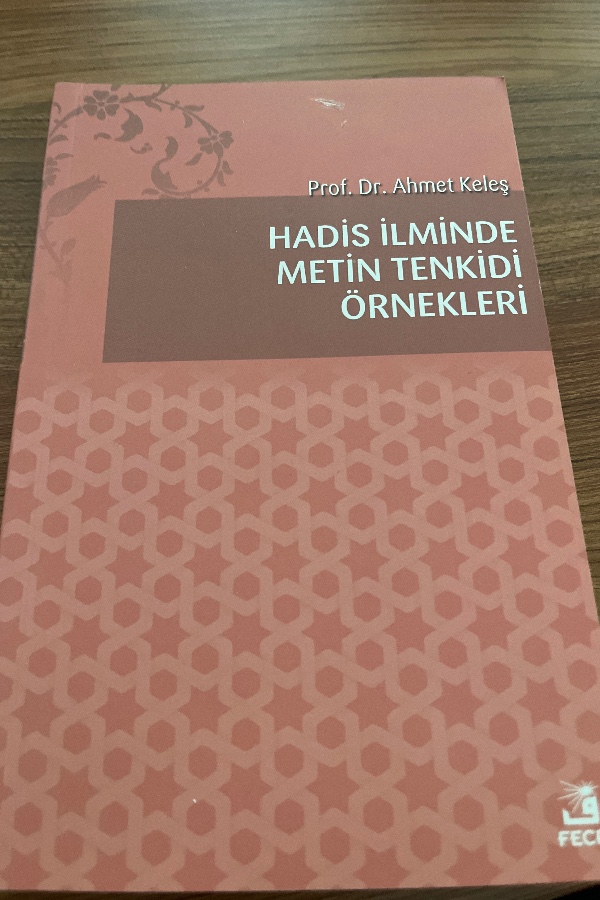 Prof. Dr. Ahmet Keleş
HADİS İLMİNDE
METİN TENKİDİ
ÖRNEKLERİ